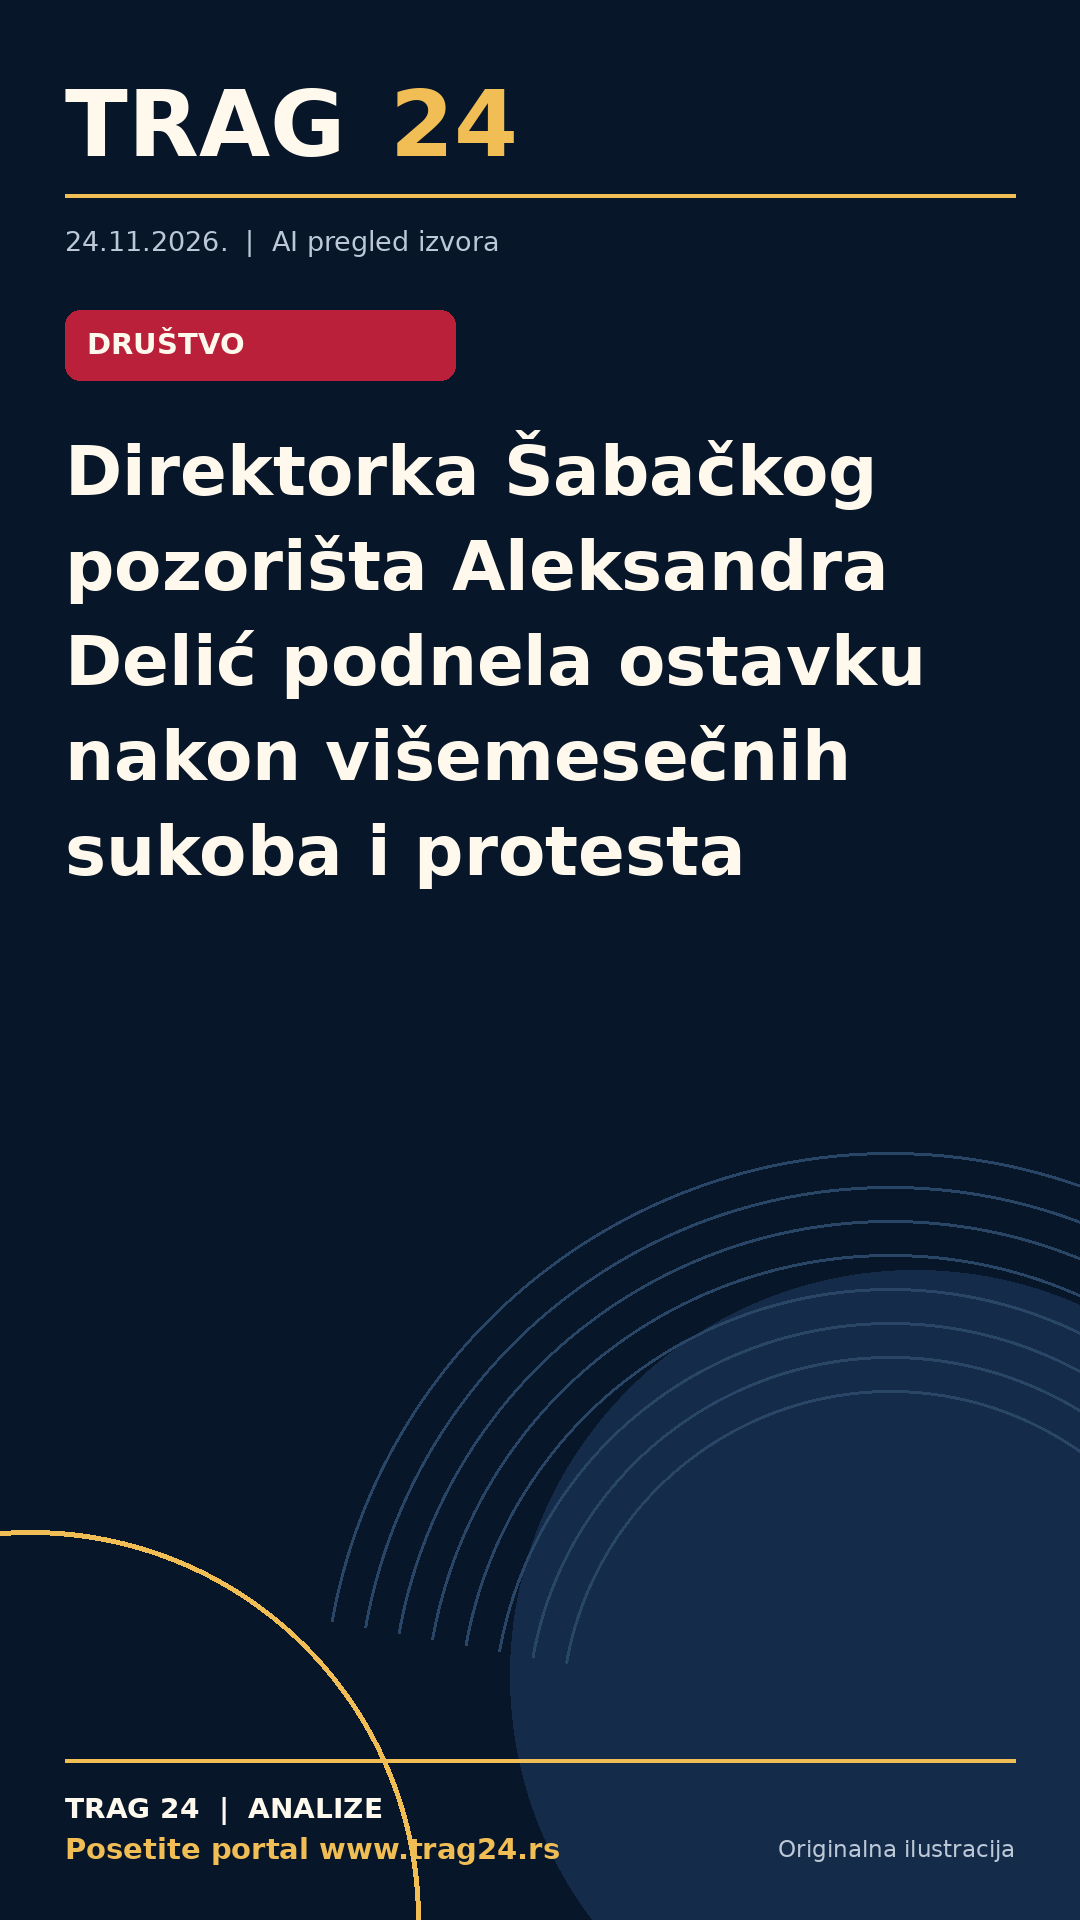 TRAG 24
24.11.2026. | AI pregled izvora
DRUŠTVO
Direktorka Šabačkog
pozorišta Aleksandra
Delić podnela ostavku
nakon višemesečnih
sukoba i protesta
TRAG 24 | ANALIZE
Posetite portal www.trag24.rs
Originalna ilustracija